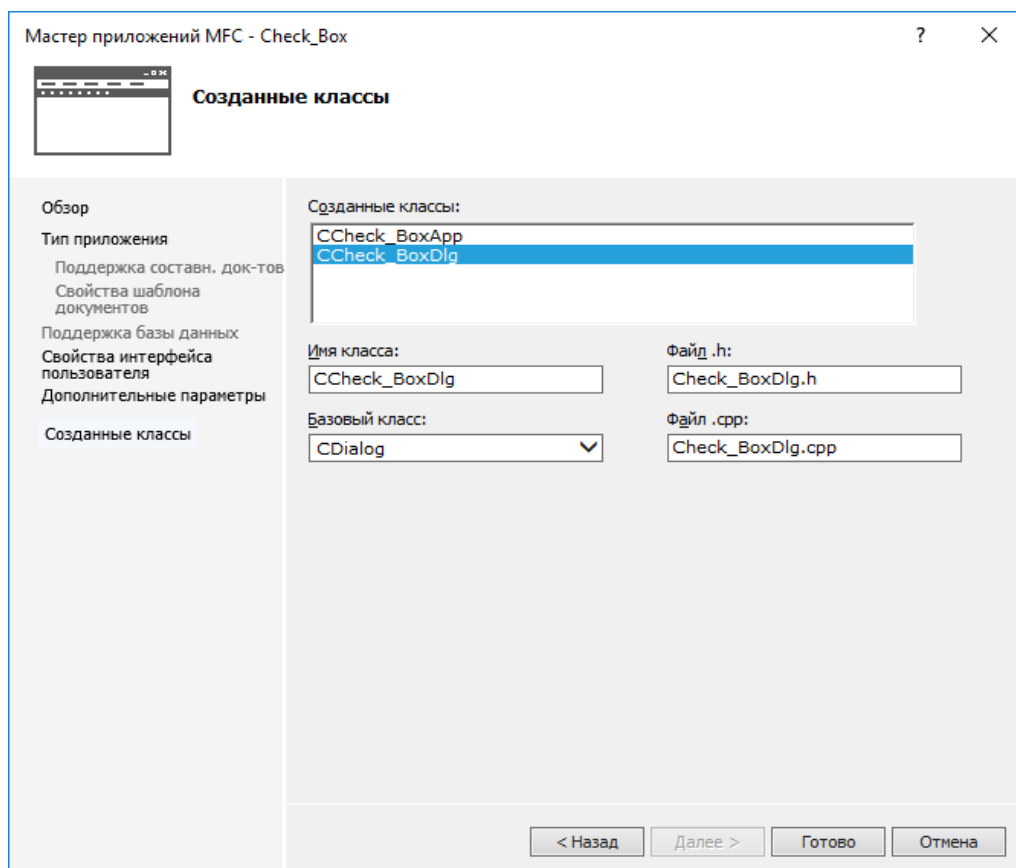 Мастер приложений MFC - Check_Box
?
Созданные классы
Обзор
Тип приложения
Поддержка составн. док-тов
Свойства шаблона
документов
Поддержка базы данных
Свойства интерфейса
пользователя
Дополнительные параметры
Созданные классы
Созданные классы:
CCheck_BoxApp
CCheck_BoxDlg
Имя класса:
Файл .h:
CCheck_BoxDlg
Check_BoxDlg.h
Базовый класс:
Файл .cpp:
CDialog
Check_BoxDlg.cpp
< Назад
Далее >
Готово
Отмена